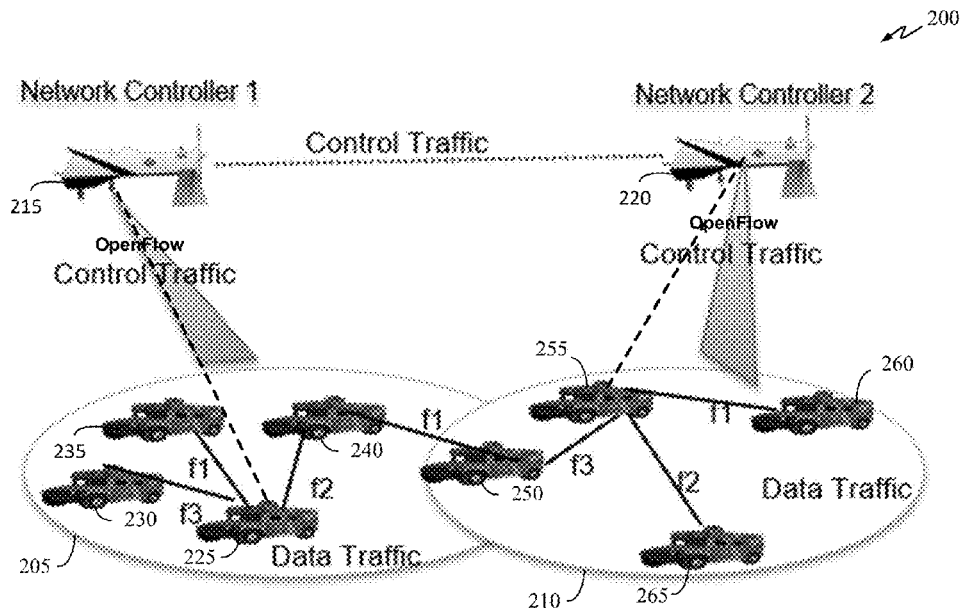 200
Network Controller 1
Network Controller 2
Control Traffic
215
220
OpenFlow
Control Traffic
OpenFlow
Control Traffic
255
260
235
240
f1
f1
f1
f3
250
f2
f2
230
f3
225
Data Traffic
Data Traffic
205
210
265